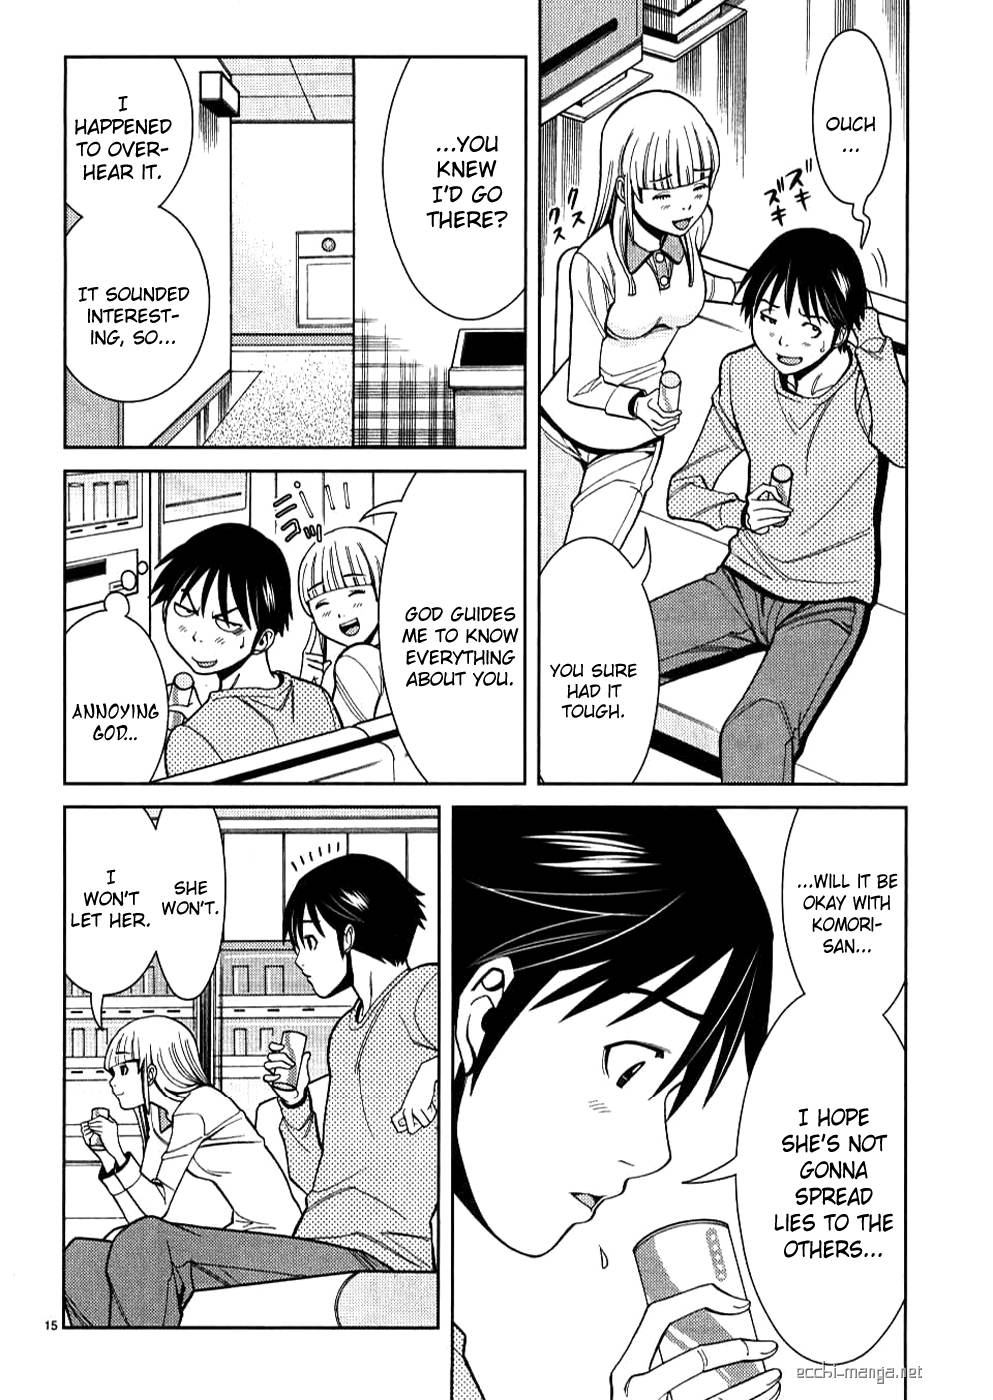 OUCH
...
ズキ
ズキ
クス
クス
YOU SURE
HAD IT
TOUGH.
...YOU
KNEW
I'D GO
THERE?
I
HAPPENED
TO OVER-
HEAR IT.
IT SOUNDED
INTEREST-
ING, SO...
GOD GUIDES
ME TO KNOW
EVERYTHING
ABOUT YOU.
ニコッ
ANNOYING
GOD...
...WILL IT BE
OKAY WITH
KOMORI-
SAN...
I HOPE
SHE'S NOT
GONNA
SPREAD
LIES TO THE
OTHERS...
SHE
WON'T.
I
WON'T
LET HER.
15
ecchi-manga.net